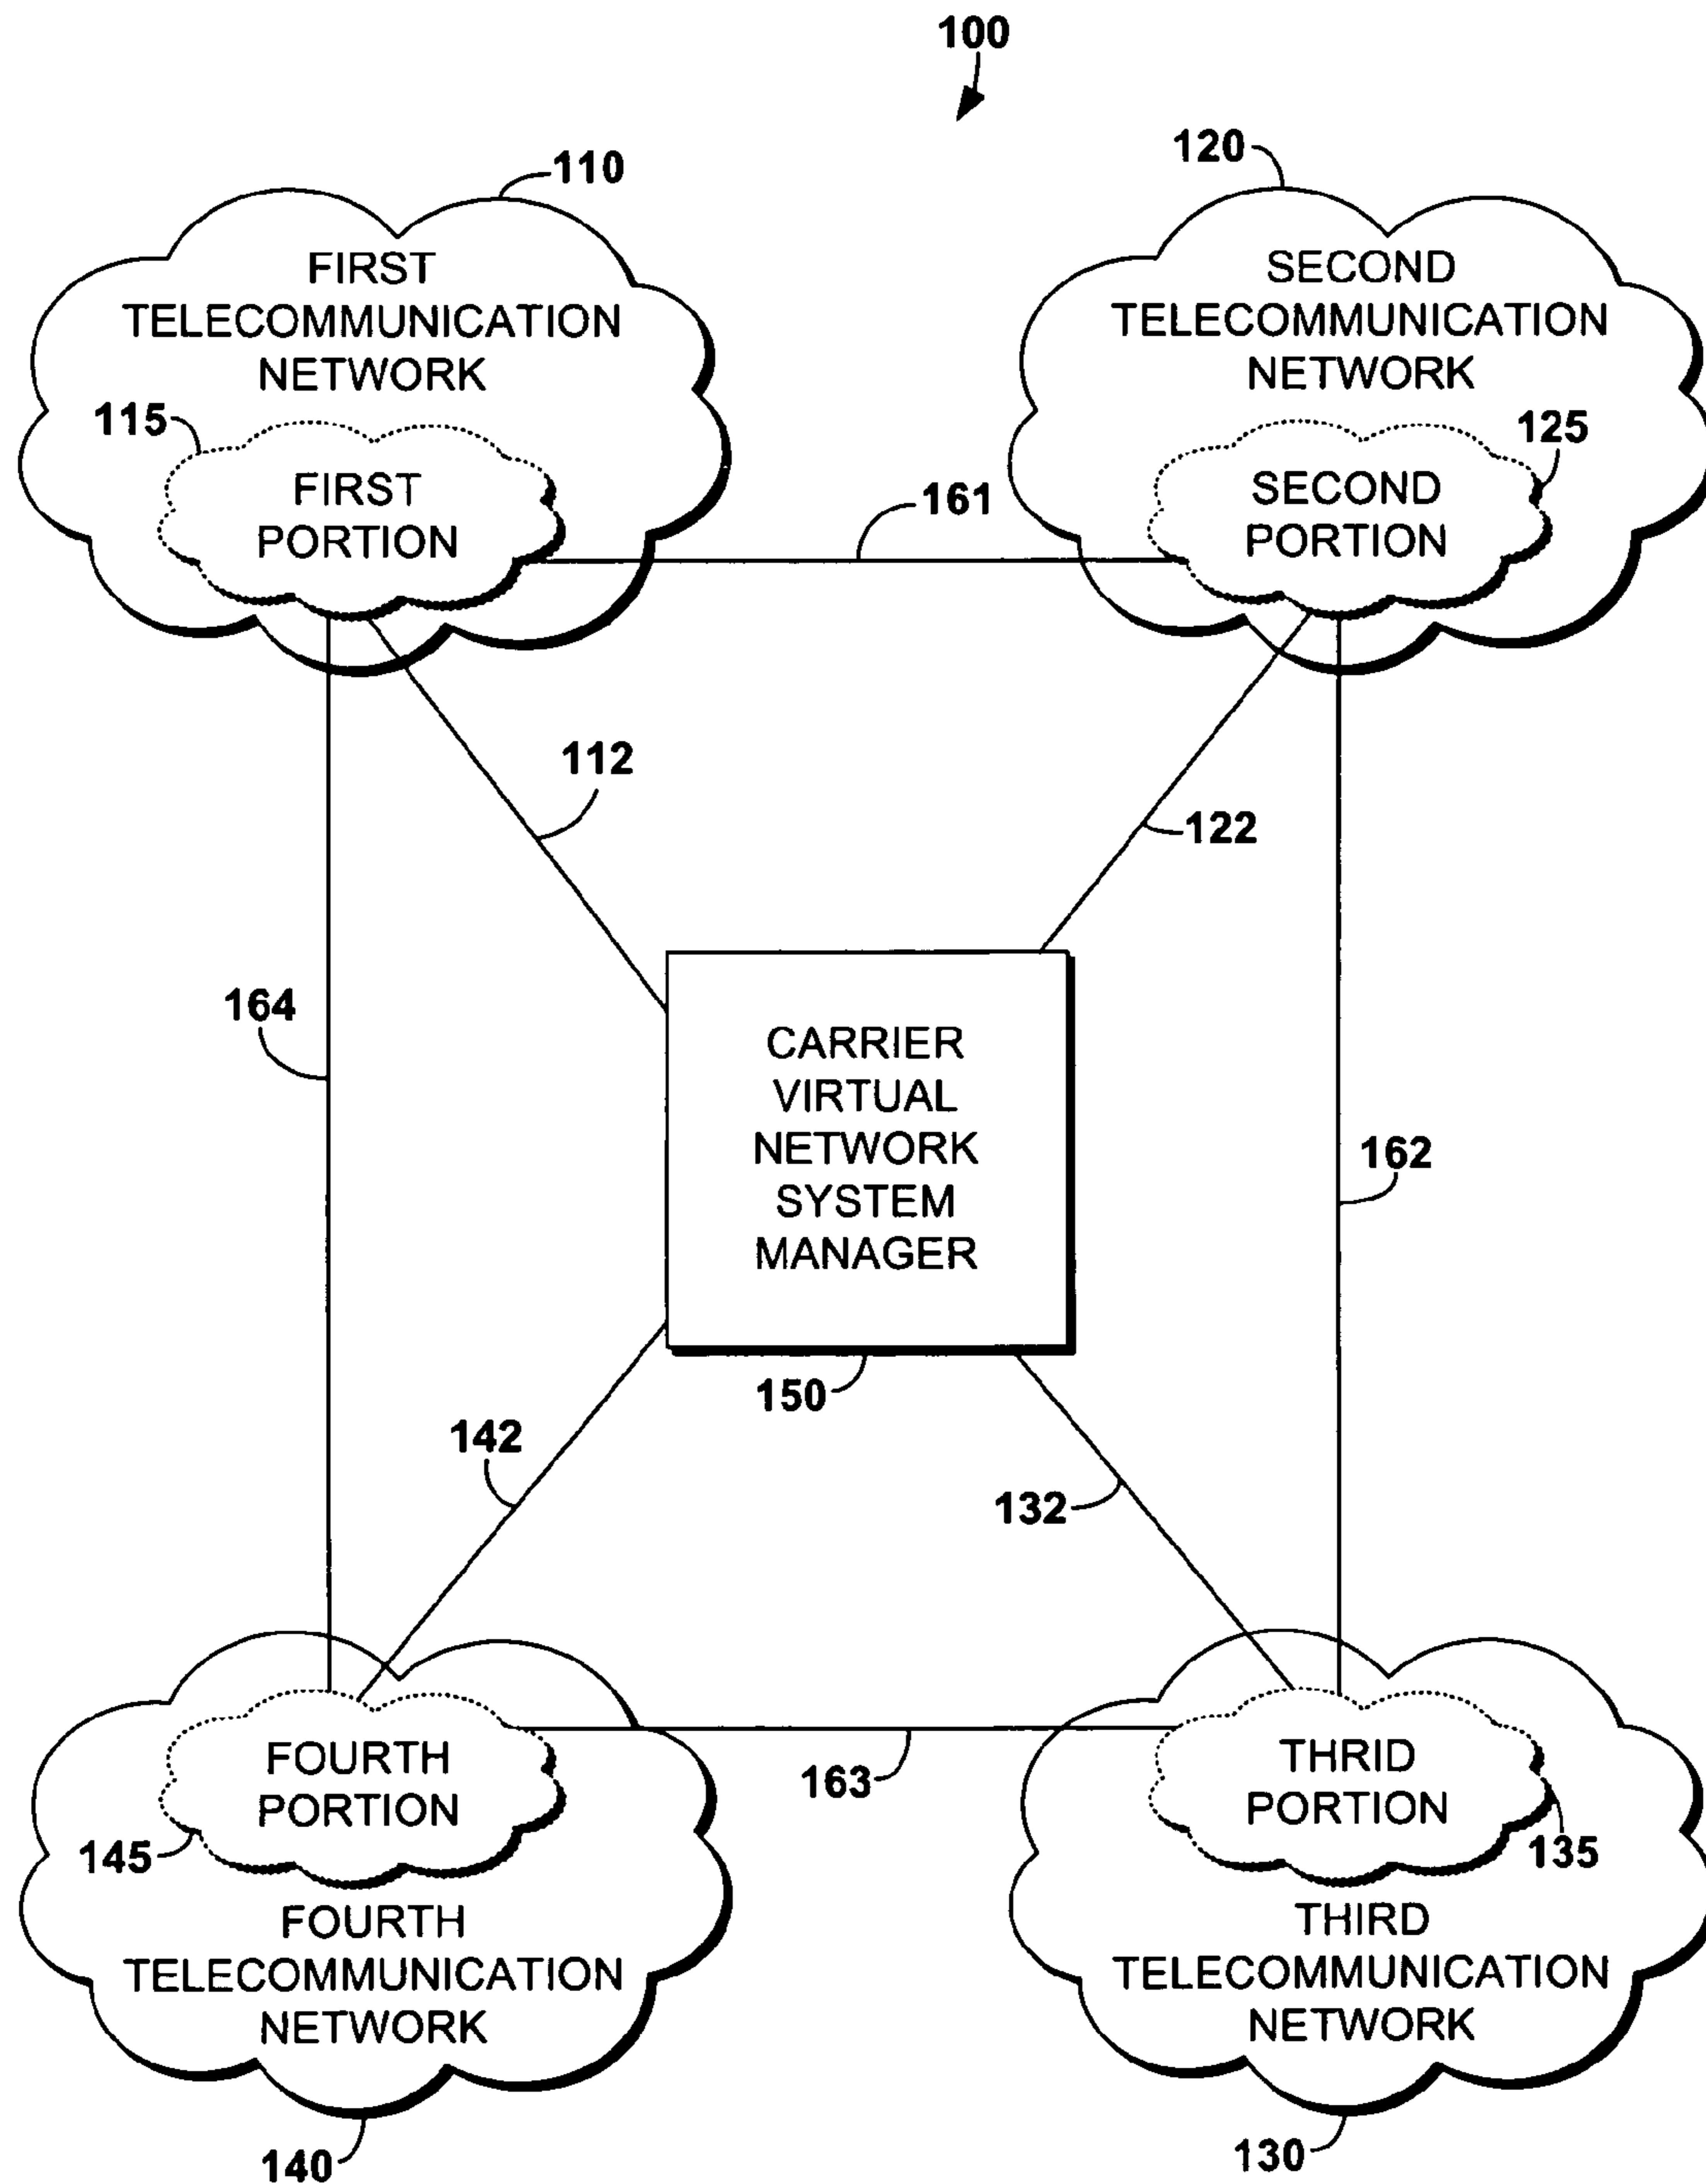 100
110
120
FIRST
TELECOMMUNICATION
NETWORK
SECOND
TELECOMMUNICATION
NETWORK
115
125
FIRST
PORTION
SECOND
PORTION
161
112
122
164
CARRIER
VIRTUAL
NETWORK
SYSTEM
MANAGER
162
150
142
132
FOURTH
PORTION
THRID
PORTION
163
145
135
FOURTH
TELECOMMUNICATION
NETWORK
THIRD
TELECOMMUNICATION
NETWORK
140
130